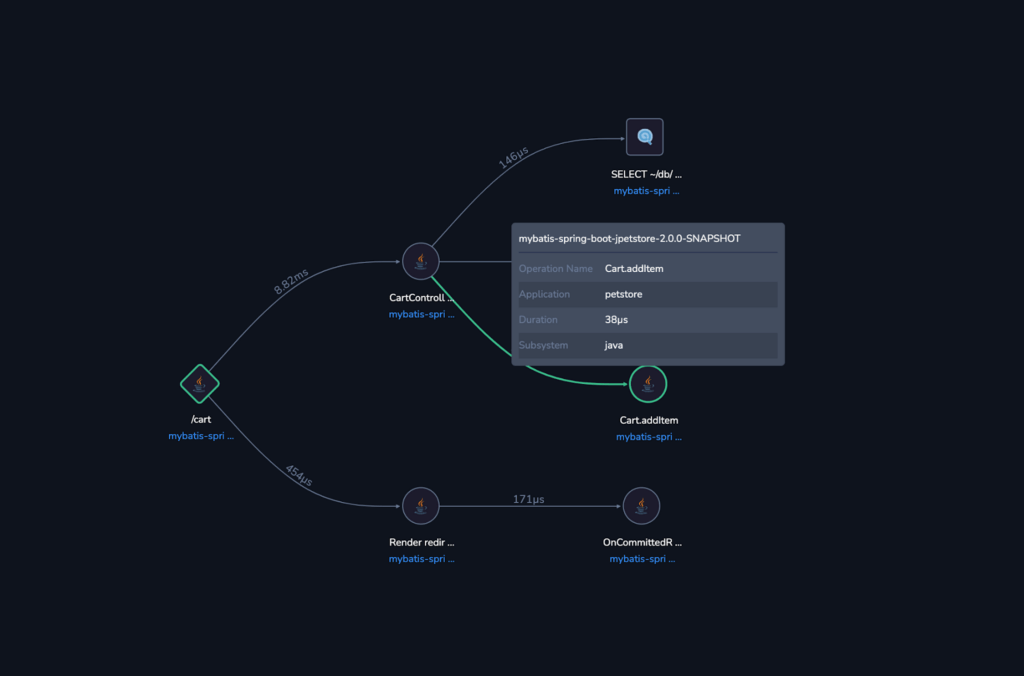 146µs
SELECT ~/db/ ...
mybatis-spri ...
mybatis-spring-boot-jpetstore-2.0.0-SNAPSHOT
Operation Name Cart.addItem
Application petstore
Duration 38µs
Subsystem java
8.82ms
CartControll ...
mybatis-spri ...
/cart
mybatis-spri ...
Cart.addItem
mybatis-spri ...
454µs
171µs
Render redir ...
mybatis-spri ...
OnCommittedR ...
mybatis-spri ...